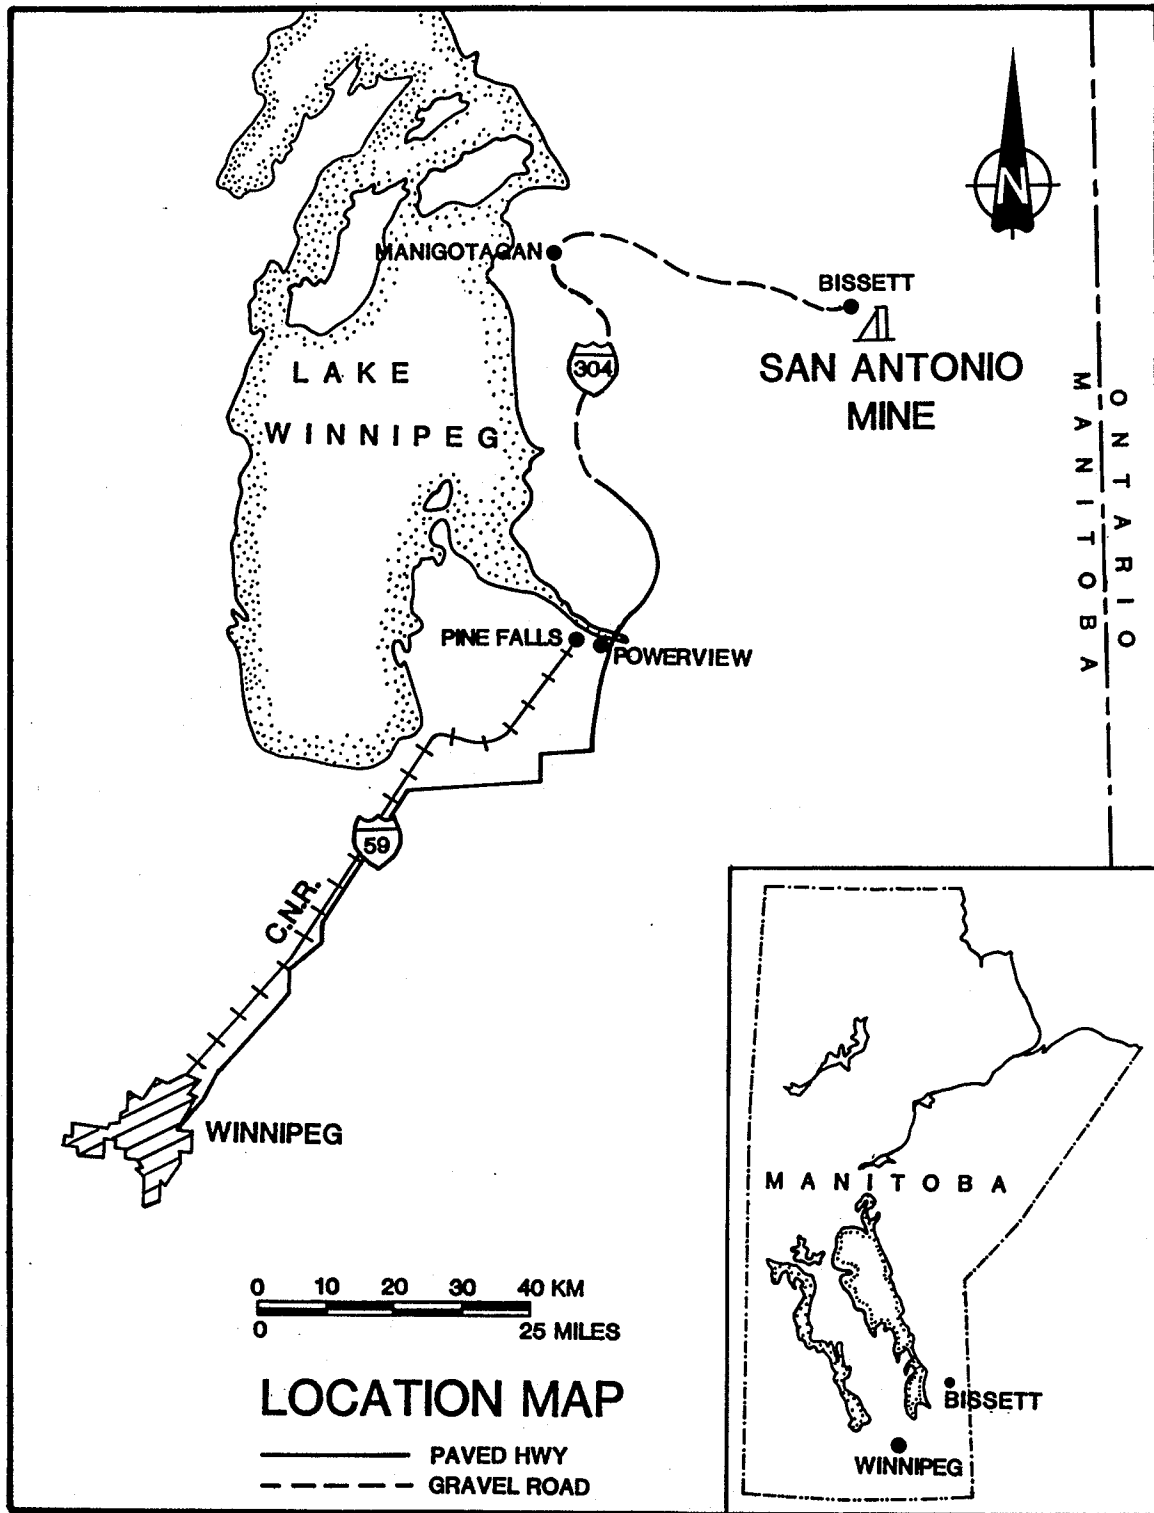 N
MANIGOTAGAN
BISSETT
304
SAN ANTONIO
MINE
LAKE
WINNIPEG
ONTARIO
MANITOBA
PINE FALLS
POWERVIEW
59
C.N.R.
WINNIPEG
MANITOBA
BISSETT
WINNIPEG
0 10 20 30 40 KM
0 25 MILES
LOCATION MAP
PAVED HWY
GRAVEL ROAD